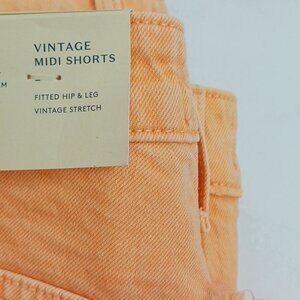 VINTAGE
MIDI SHORTS
M
FITTED HIP & LEG
VINTAGE STRETCH